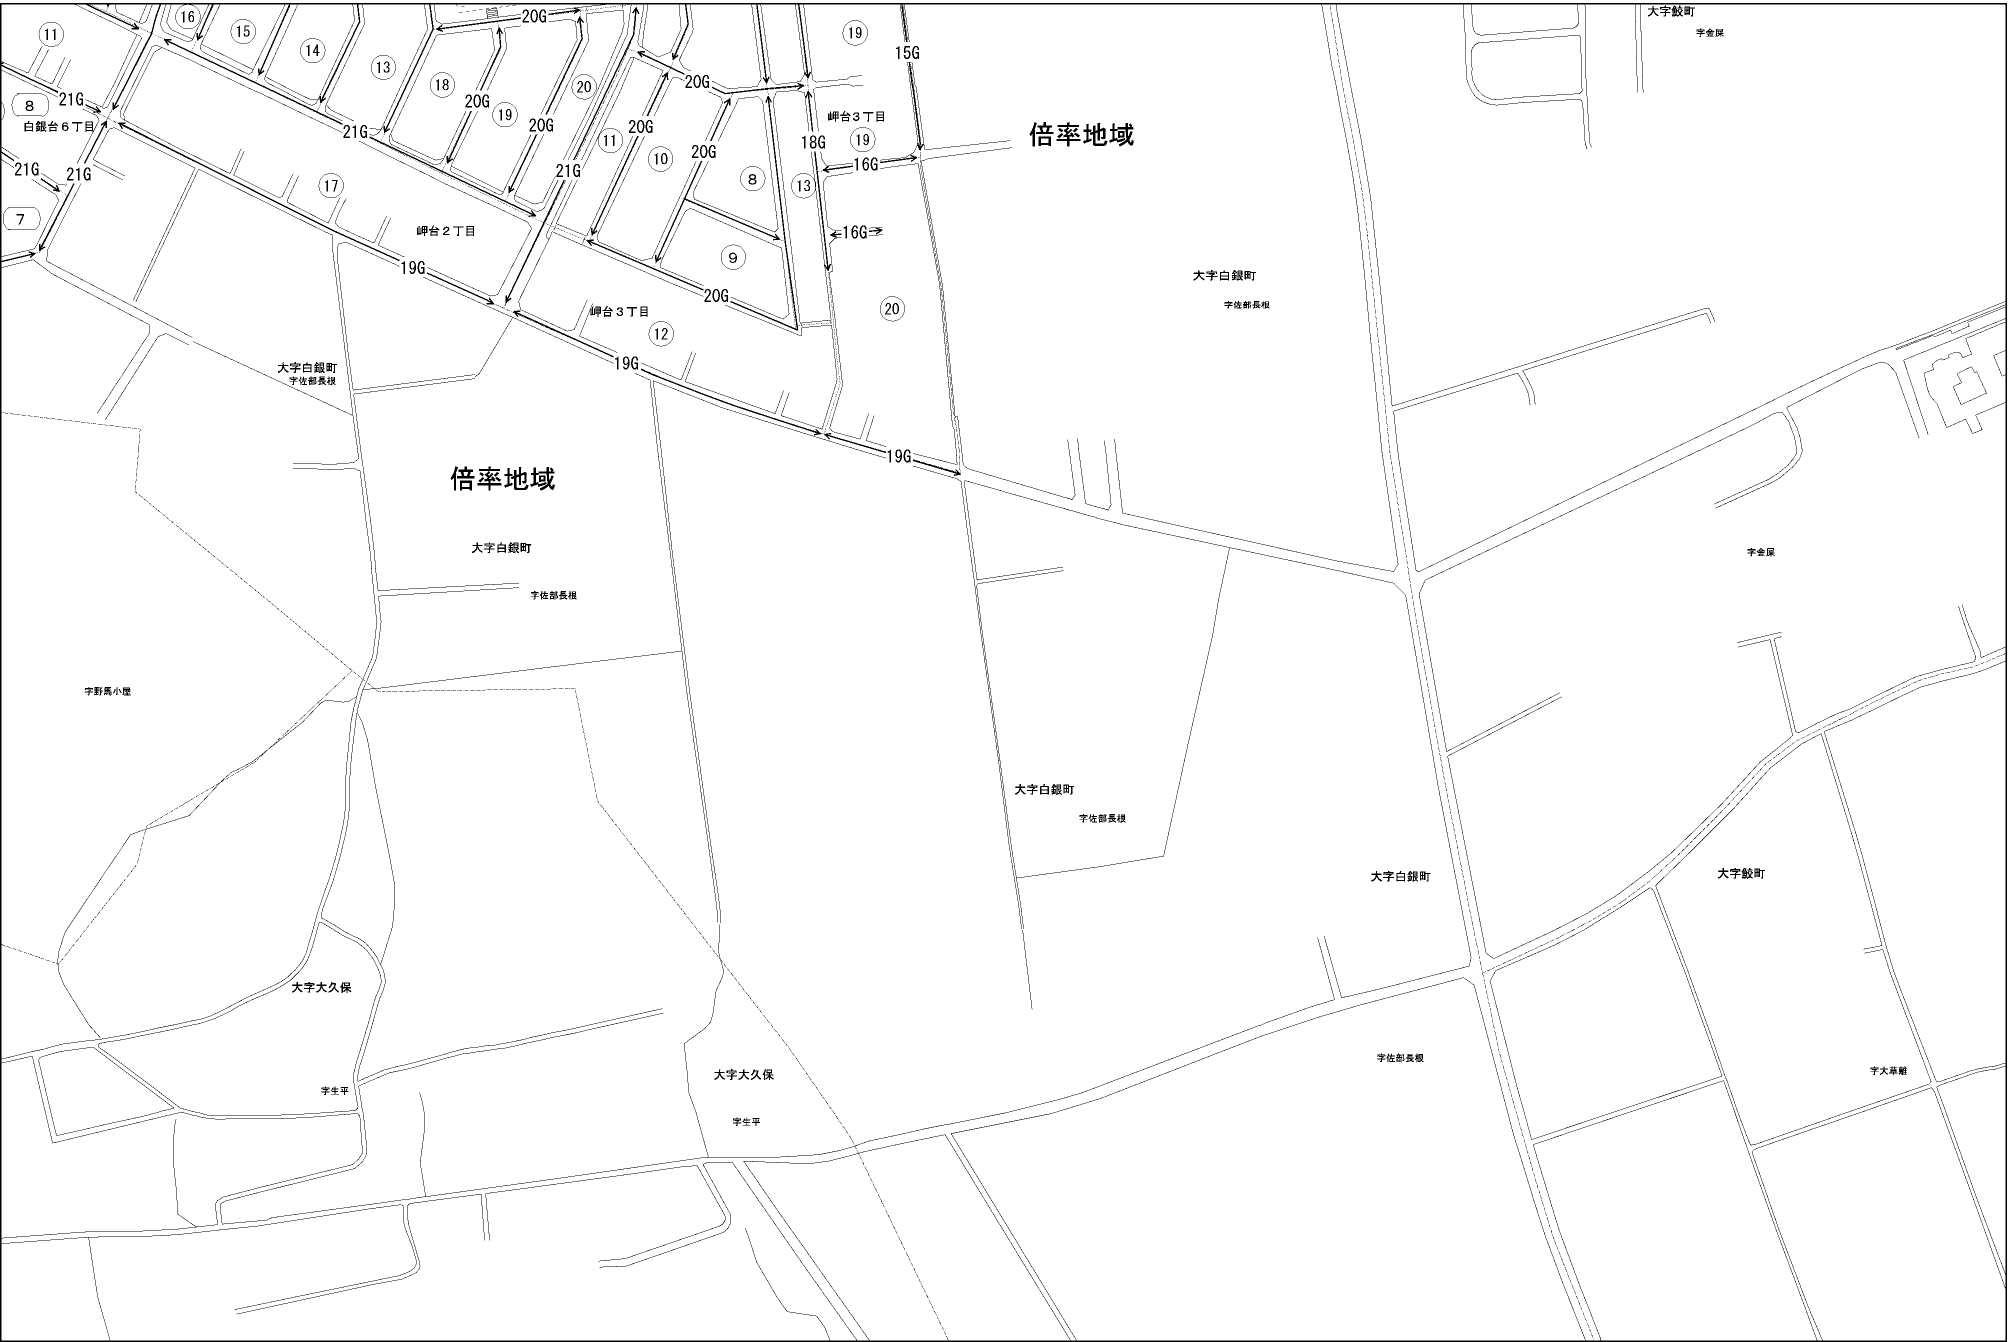 大字鮫町
16
20G
15
11
19
字金屎
14
15G
13
20G
18
20
21G
8
20G
19
岬台3丁目
白銀台6丁目
21G
20G
20G
倍率地域
11
19
18G
10
20G
21G
16G
21G
21G
8
17
13
7
岬台2丁目
16G
9
19G
大字白銀町
20G
字佐部長根
岬台3丁目
20
12
19G
大字白銀町
字佐部長根
19G
倍率地域
大字白銀町
字金屎
字佐部長根
字野馬小屋
大字白銀町
字佐部長根
大字白銀町
大字鮫町
大字大久保
字佐部長根
字大草離
大字大久保
字生平
字生平